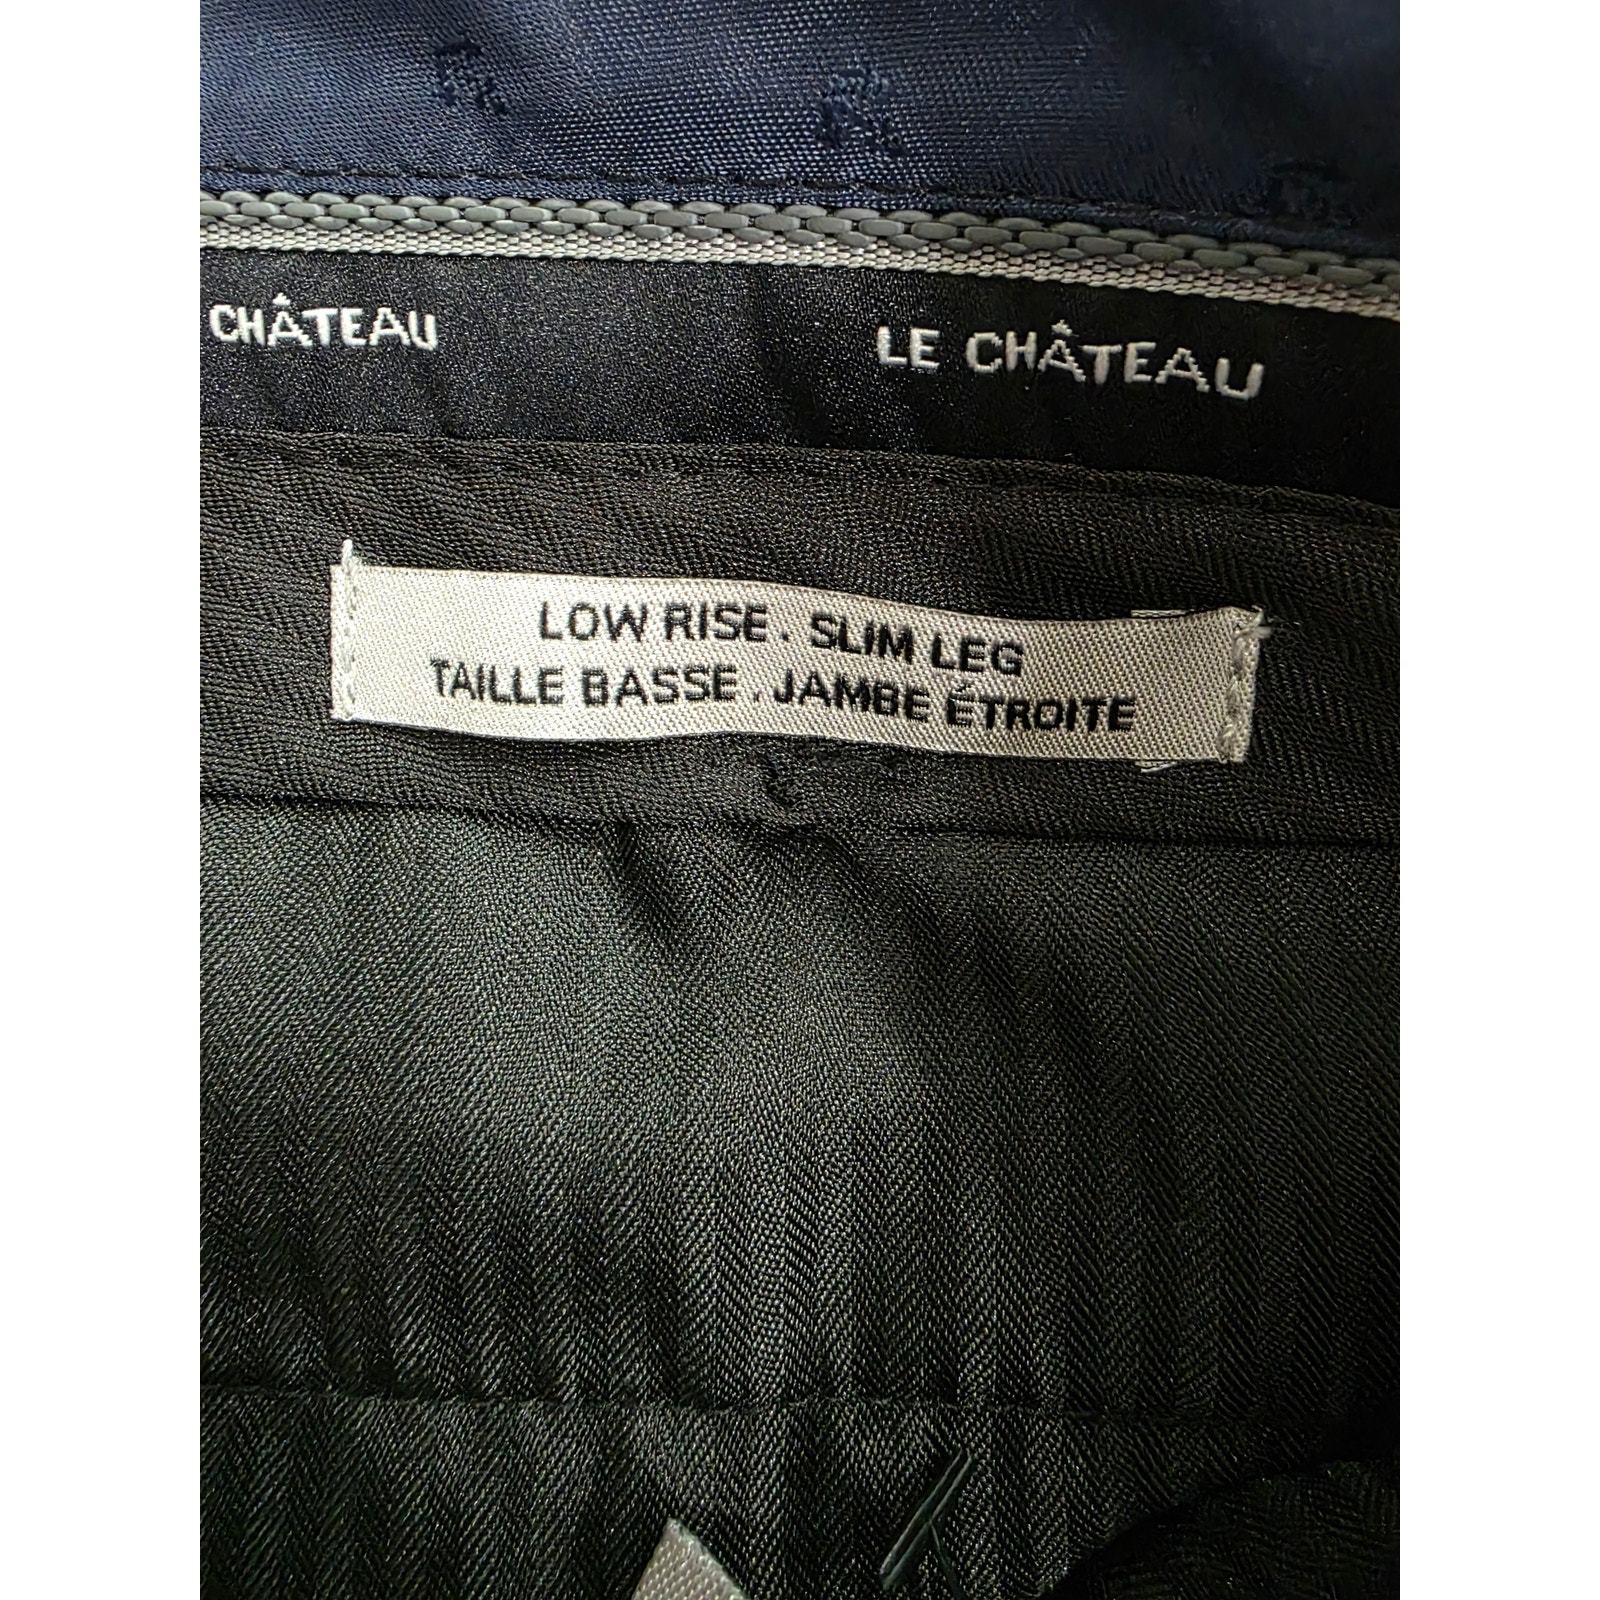 CHÂTEAU LE CHÂTEAU
LOW RISE . SLIM LEG
TAILLE BASSE . JAMBE ÉTROITE